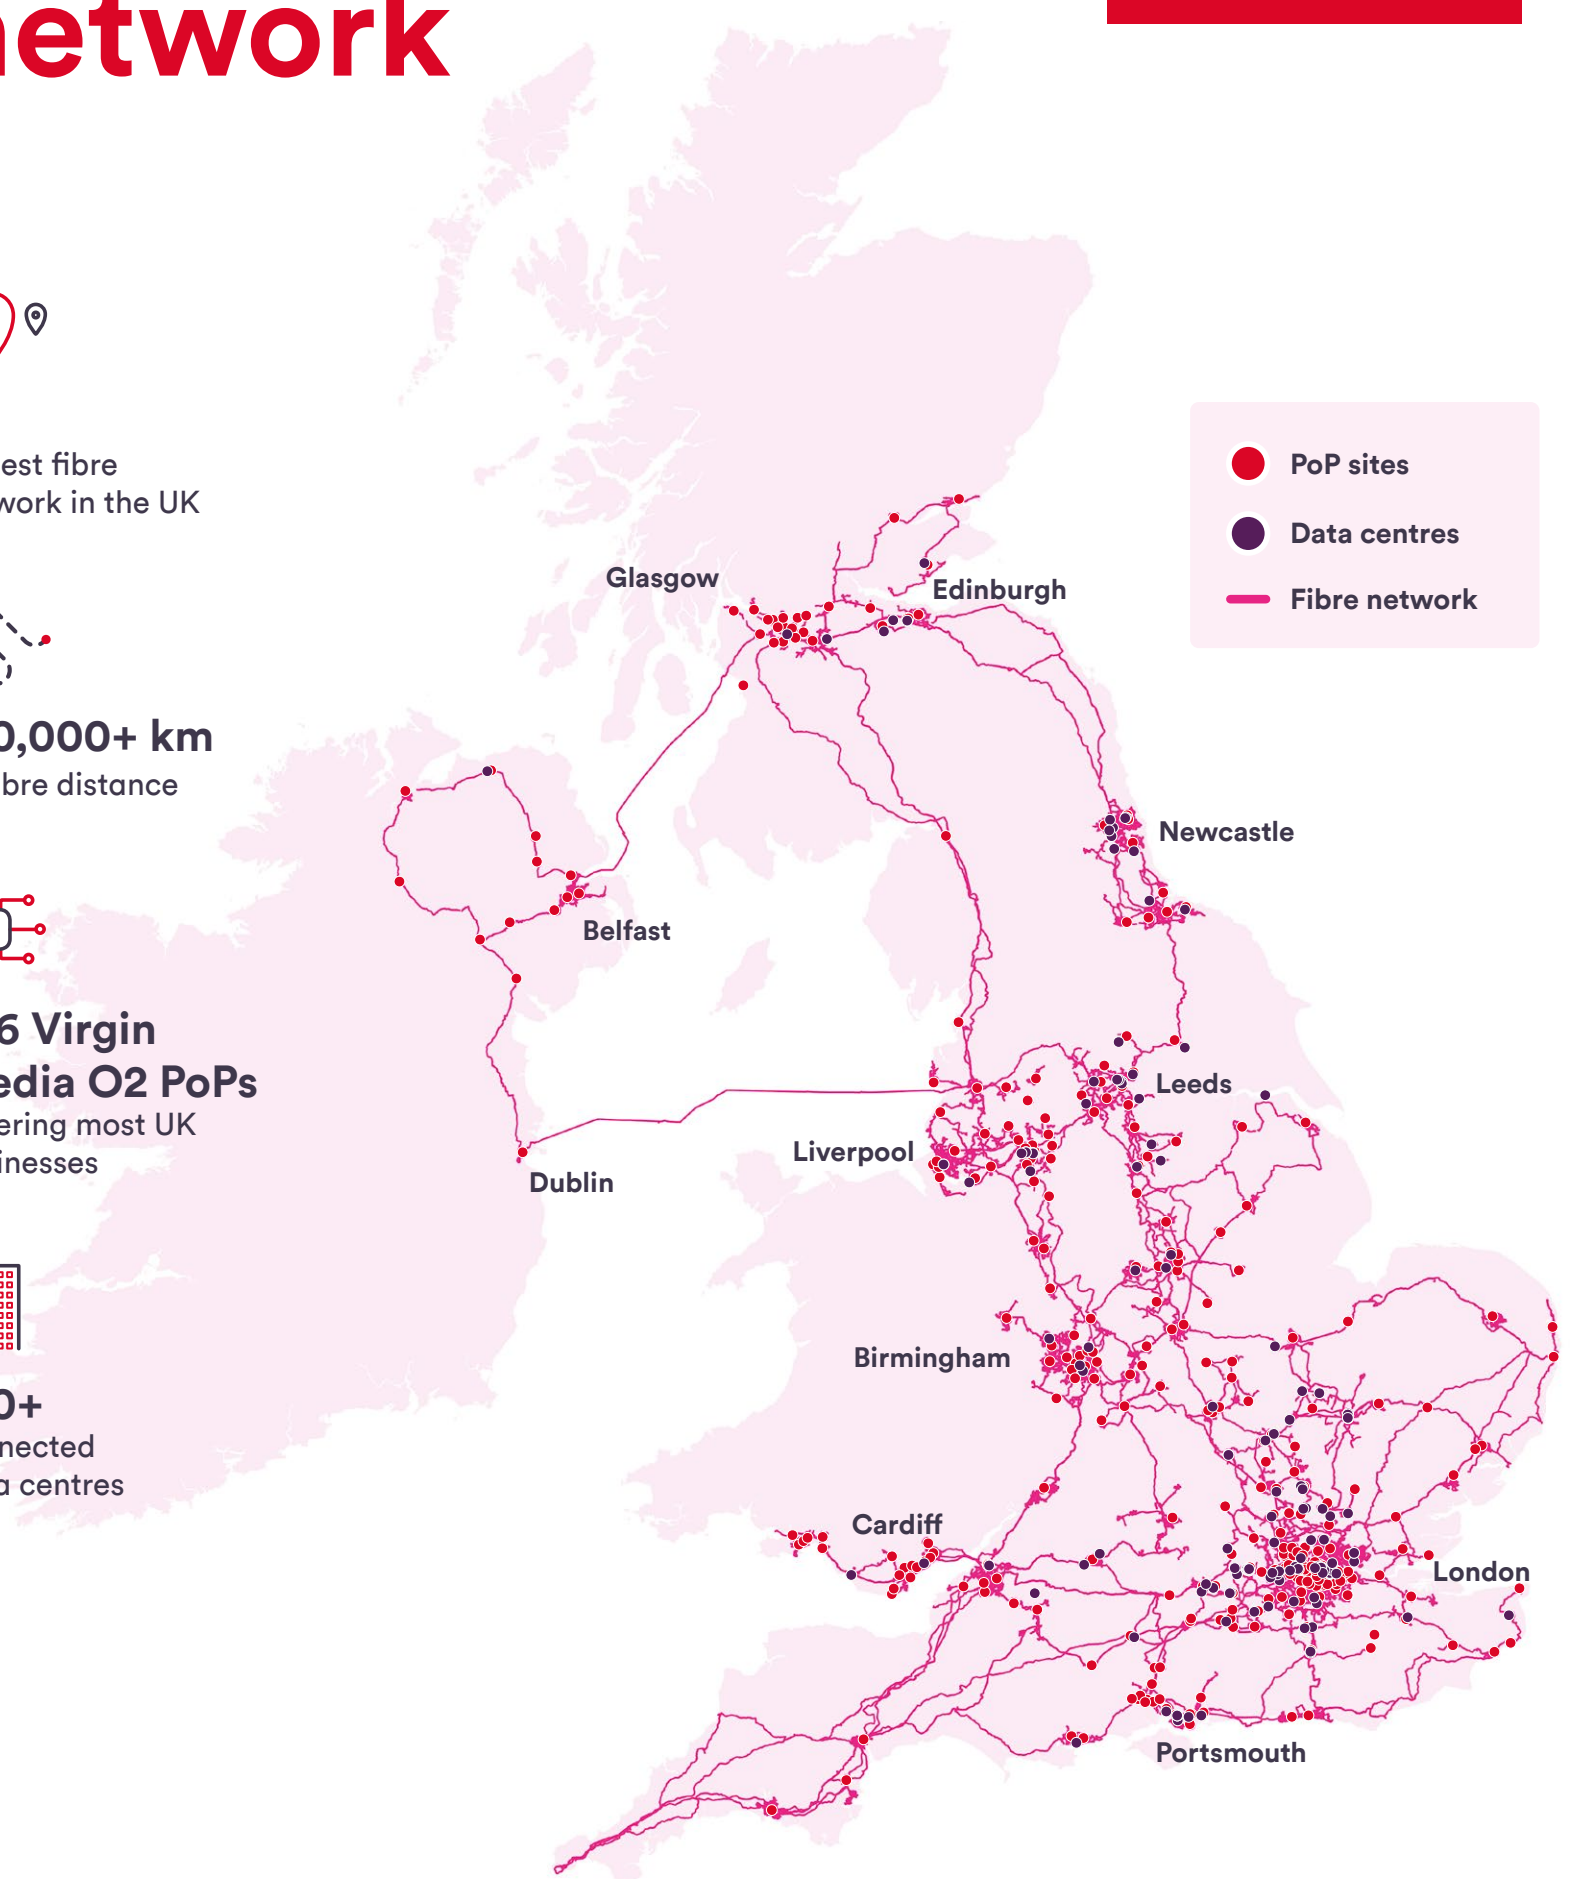 network
est fibre
work in the UK
0,000+ km
bre distance
6 Virgin
edia O2 PoPs
ering most UK
inesses
0+
nected
a centres
PoP sites
Data centres
Fibre network
Glasgow
Edinburgh
Newcastle
Belfast
Leeds
Liverpool
Dublin
Birmingham
Cardiff
London
Portsmouth